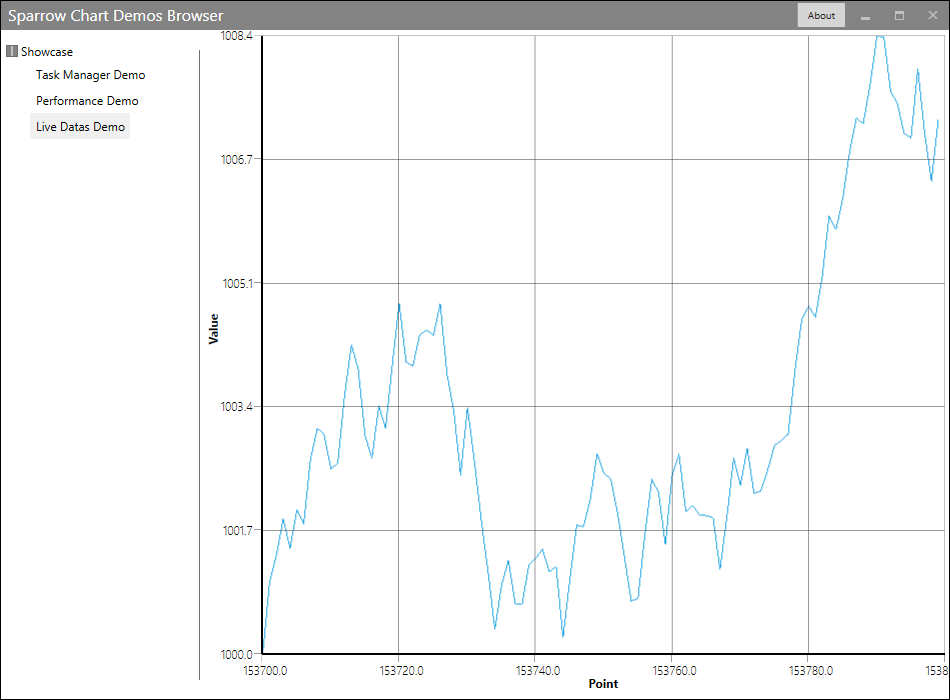 Sparrow Chart Demos Browser
About
Showcase
Task Manager Demo
Performance Demo
Live Datas Demo
1008.4
1006.7
1005.1
1003.4
1001.7
1000.0
Value
153700.0 153720.0 153740.0 153760.0 153780.0 1538
Point